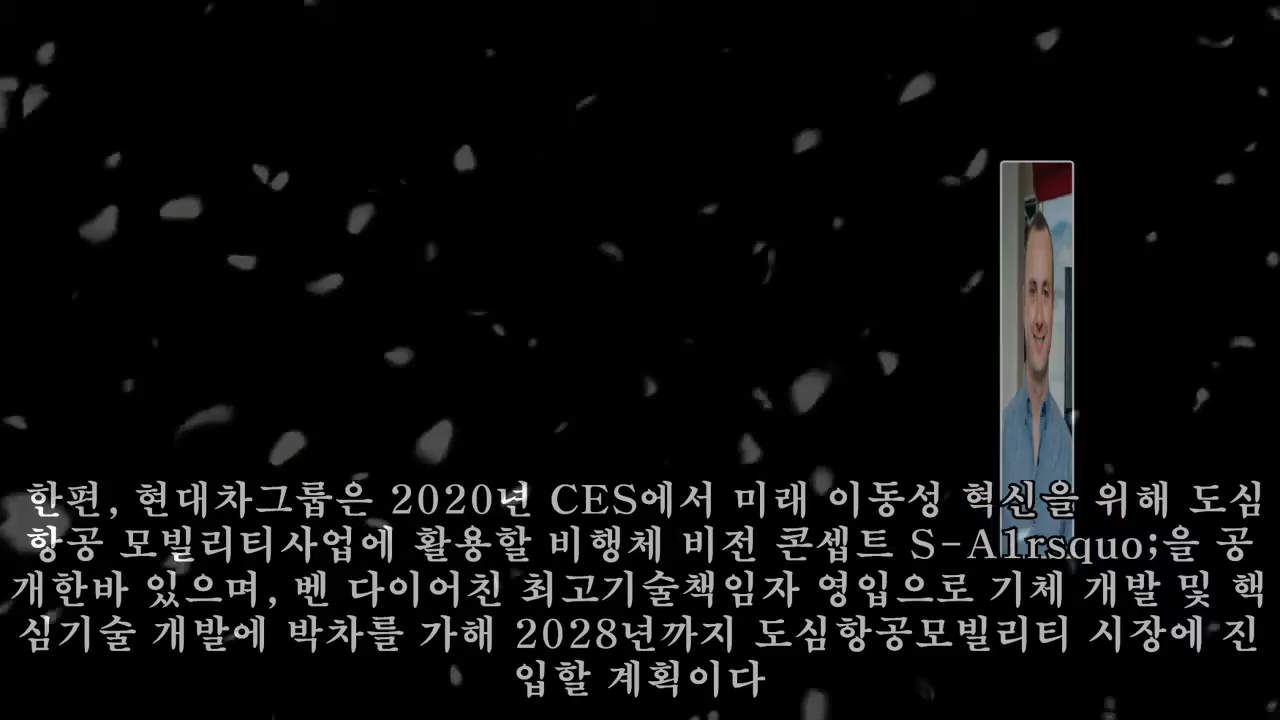 한편, 현대차그룹은 2020년 CES에서 미래 이동성 혁신을 위해 도심
항공 모빌리티사업에 활용할 비행체 비전 콘셉트 S-A1rsquo;을 공
개한바 있으며, 벤 다이어친 최고기술책임자 영입으로 기체 개발 및 핵
심기술 개발에 박차를 가해 2028년까지 도심항공모빌리티 시장에 진
입할 계획이다